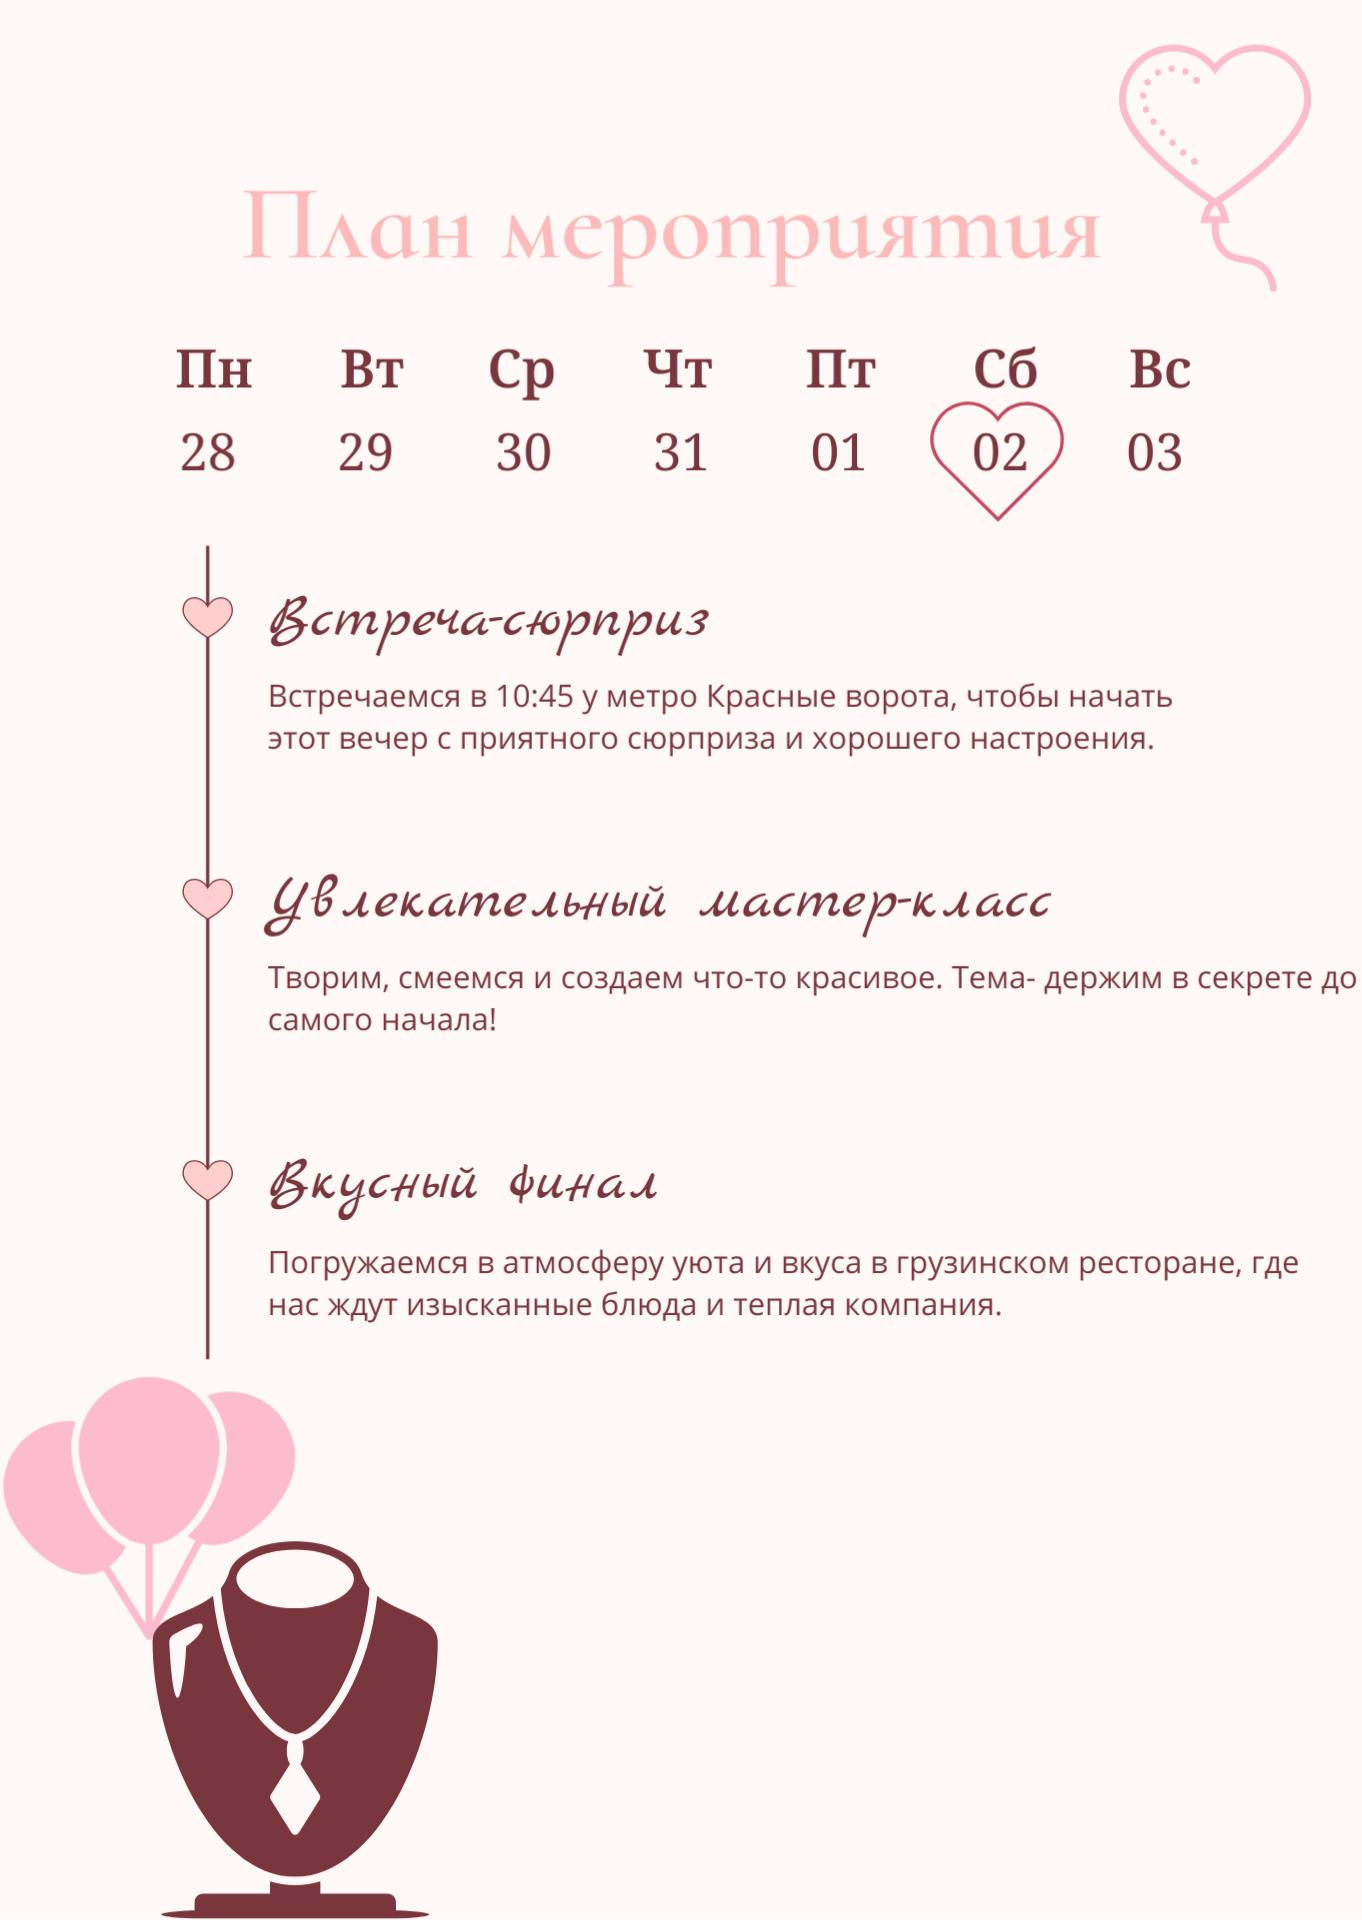 План мероприятия
Пн Вт Ср Чт Пт Сб Вс
28 29 30 31 01 02 03
Встреча-сюрприз
Встречаемся в 10:45 у метро Красные ворота, чтобы начать
этот вечер с приятного сюрприза и хорошего настроения.
Увлекательный мастер-класс
Творим, смеемся и создаем что-то красивое. Тема- держим в секрете до
самого начала!
Вкусный финал
Погружаемся в атмосферу уюта и вкуса в грузинском ресторане, где
нас ждут изысканные блюда и теплая компания.